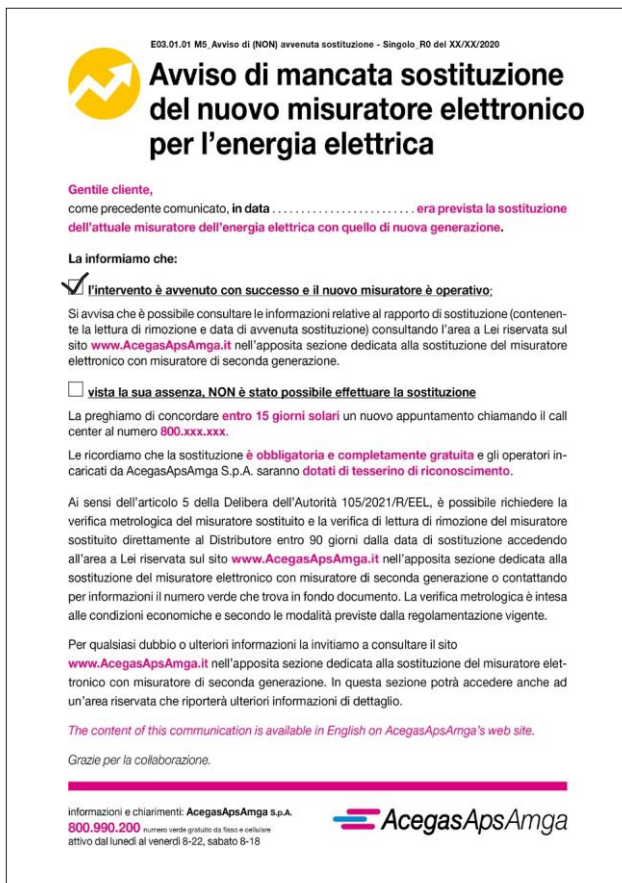 E03.01.01 M5_Avviso di (NON) avvenuta sostituzione - Singolo_R0 del XX/XX/2020
Avviso di mancata sostituzione
del nuovo misuratore elettronico
per l'energia elettrica
Gentile cliente,
come precedente comunicato, in data . . . . . . . . . . . . . . . . . . . . . . . . era prevista la sostituzione
dell'attuale misuratore dell'energia elettrica con quello di nuova generazione.
La informiamo che:
l'intervento è avvenuto con successo e il nuovo misuratore è operativo;
Si avvisa che è possibile consultare le informazioni relative al rapporto di sostituzione (contenen-
te la lettura di rimozione e data di avvenuta sostituzione) consultando l'area a Lei riservata sul
sito www.AcegasApsAmga.it nell'apposita sezione dedicata alla sostituzione del misuratore
elettronico con misuratore di seconda generazione.
vista la sua assenza, NON è stato possibile effettuare la sostituzione
La preghiamo di concordare entro 15 giorni solari un nuovo appuntamento chiamando il call
center al numero 800.xxx.xxx.
Le ricordiamo che la sostituzione è obbligatoria e completamente gratuita e gli operatori in-
caricati da AcegasApsAmga S.p.A. saranno dotati di tesserino di riconoscimento.
Ai sensi dell'articolo 5 della Delibera dell'Autorità 105/2021/R/EEL, è possibile richiedere la
verifica metrologica del misuratore sostituito e la verifica di lettura di rimozione del misuratore
sostituito direttamente al Distributore entro 90 giorni dalla data di sostituzione accedendo
all'area a Lei riservata sul sito www.AcegasApsAmga.it nell'apposita sezione dedicata alla
sostituzione del misuratore elettronico con misuratore di seconda generazione o contattando
per informazioni il numero verde che trova in fondo documento. La verifica metrologica è intesa
alle condizioni economiche e secondo le modalità previste dalla regolamentazione vigente.
Per qualsiasi dubbio o ulteriori informazioni la invitiamo a consultare il sito
www.AcegasApsAmga.it nell'apposita sezione dedicata alla sostituzione del misuratore elet-
tronico con misuratore di seconda generazione. In questa sezione potrà accedere anche ad
un'area riservata che riporterà ulteriori informazioni di dettaglio.
The content of this communication is available in English on AcegasApsAmga's web site.
Grazie per la collaborazione.
informazioni e chiarimenti: AcegasApsAmga S.p.A.
800.990.200 numero verde gratuito da fisso e cellulare
attivo dal lunedì al venerdì 8-22, sabato 8-18
AcegasApsAmga